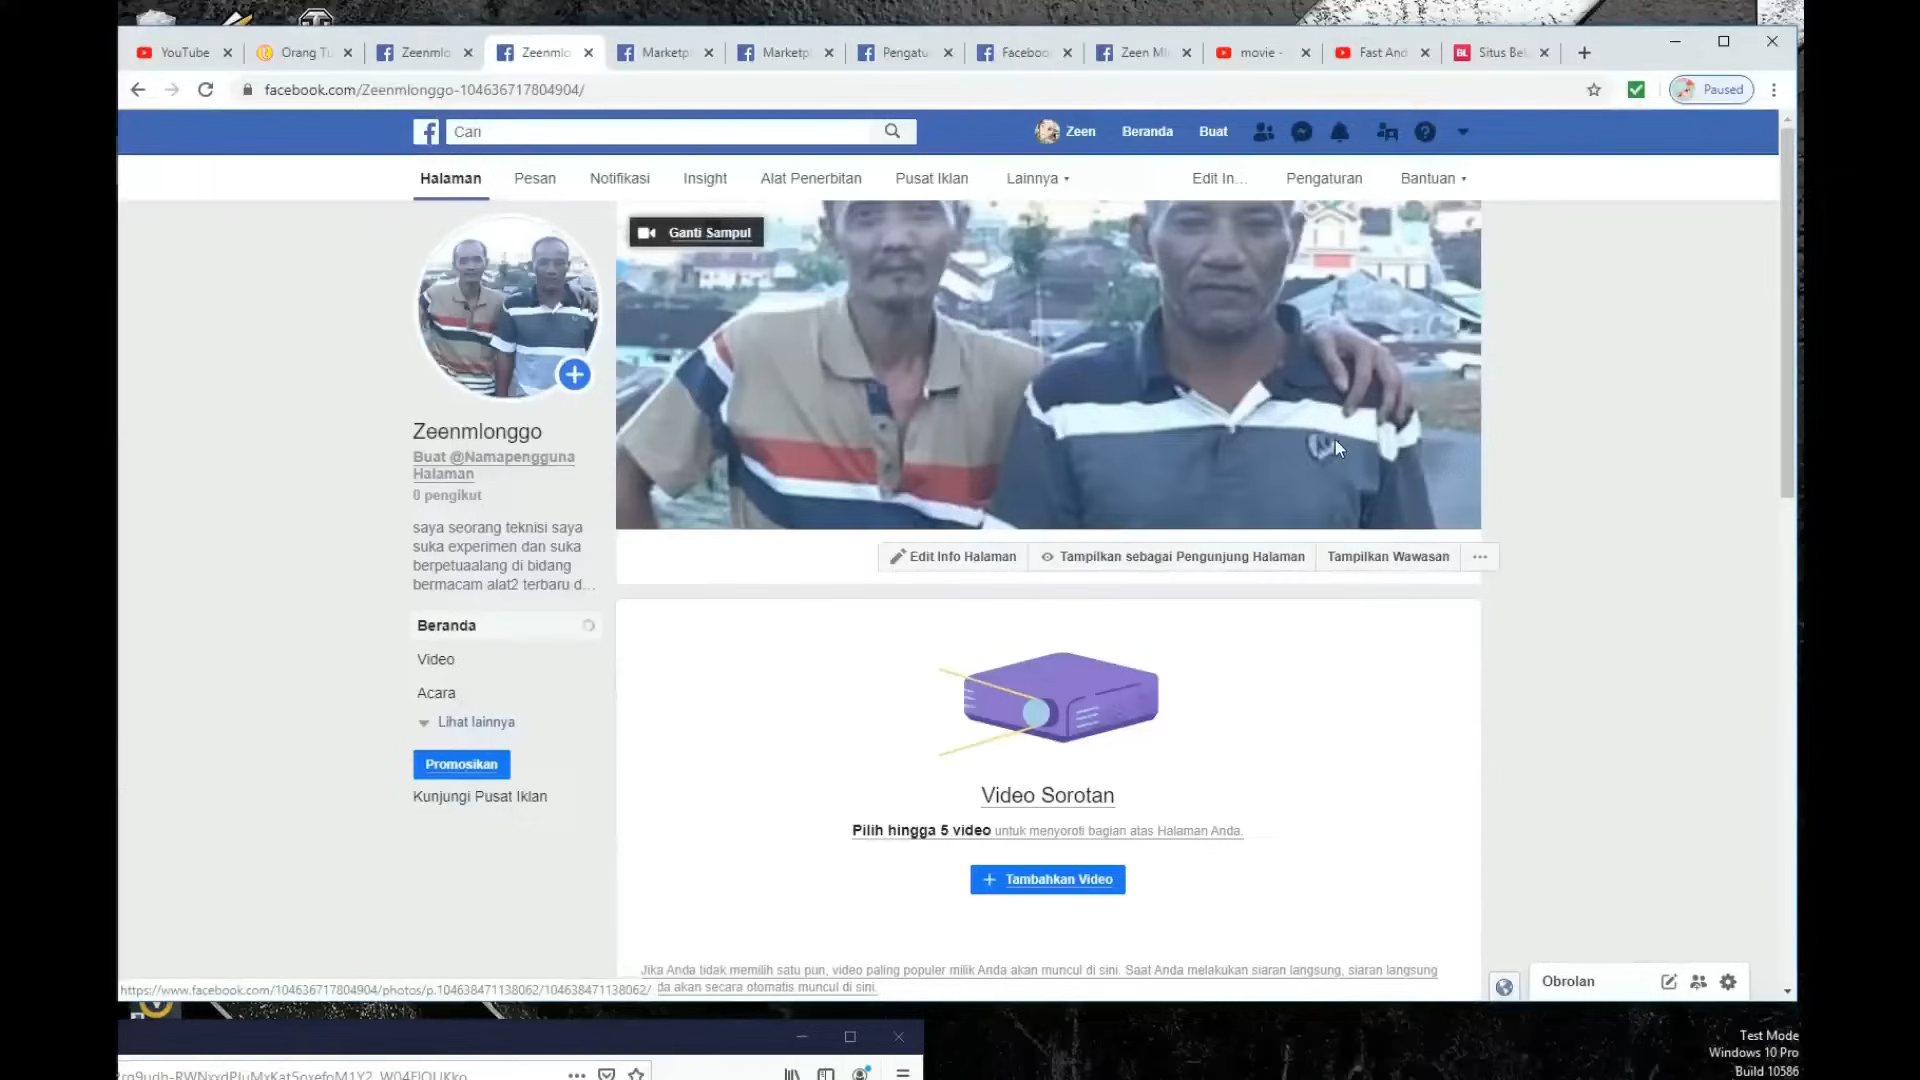 YouTube
Orang Tu
Zeenmlo
Zeenmlo
Marketp
Marketp
Pengatu
Faceboo
Zeen Ml
movie -
Fast And
BL Situs Bel
facebook.com/Zeenmlonggo-104636717804904/
Paused
Cari
Zeen
Beranda
Buat
Halaman
Pesan
Notifikasi
Insight
Alat Penerbitan
Pusat Iklan
Lainnya
Edit In...
Pengaturan
Bantuan
Ganti Sampul
Zeenmlonggo
Buat @Namapengguna
Halaman
0 pengikut
saya seorang teknisi saya
suka experimen dan suka
berpetuaalang di bidang
bermacam alat2 terbaru d...
Edit Info Halaman
Tampilkan sebagai Pengunjung Halaman
Tampilkan Wawasan
Beranda
Video
Acara
Lihat lainnya
Promosikan
Kunjungi Pusat Iklan
Video Sorotan
Pilih hingga 5 video untuk menyoroti bagian atas Halaman Anda.
Tambahkan Video
Jika Anda tidak memilih satu pun, video paling populer milik Anda akan muncul di sini. Saat Anda melakukan siaran langsung, siaran langsung
da akan secara otomatis muncul di sini.
https://www.facebook.com/104636717804904/photos/p.104638471138062/104638471138062/
Obrolan
Test Mode
Windows 10 Pro
Build 10586